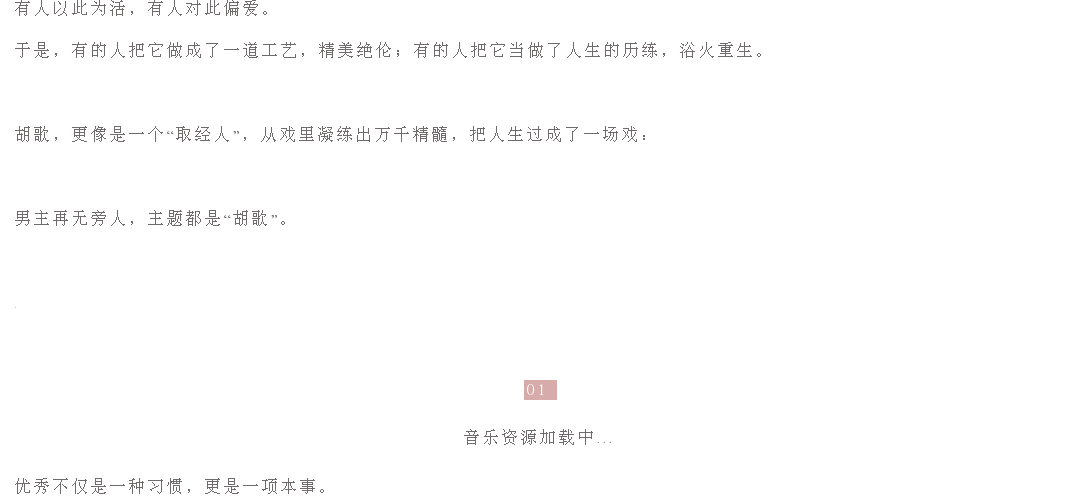 有人以此为活，有人对此偏爱。
于是，有的人把它做成了一道工艺，精美绝伦；有的人把它当做了人生的历练，浴火重生。
胡歌，更像是一个“取经人”，从戏里凝练出万千精髓，把人生过成了一场戏：
男主再无旁人，主题都是“胡歌”。
01
音乐资源加载中...
优秀不仅是一种习惯，更是一项本事。